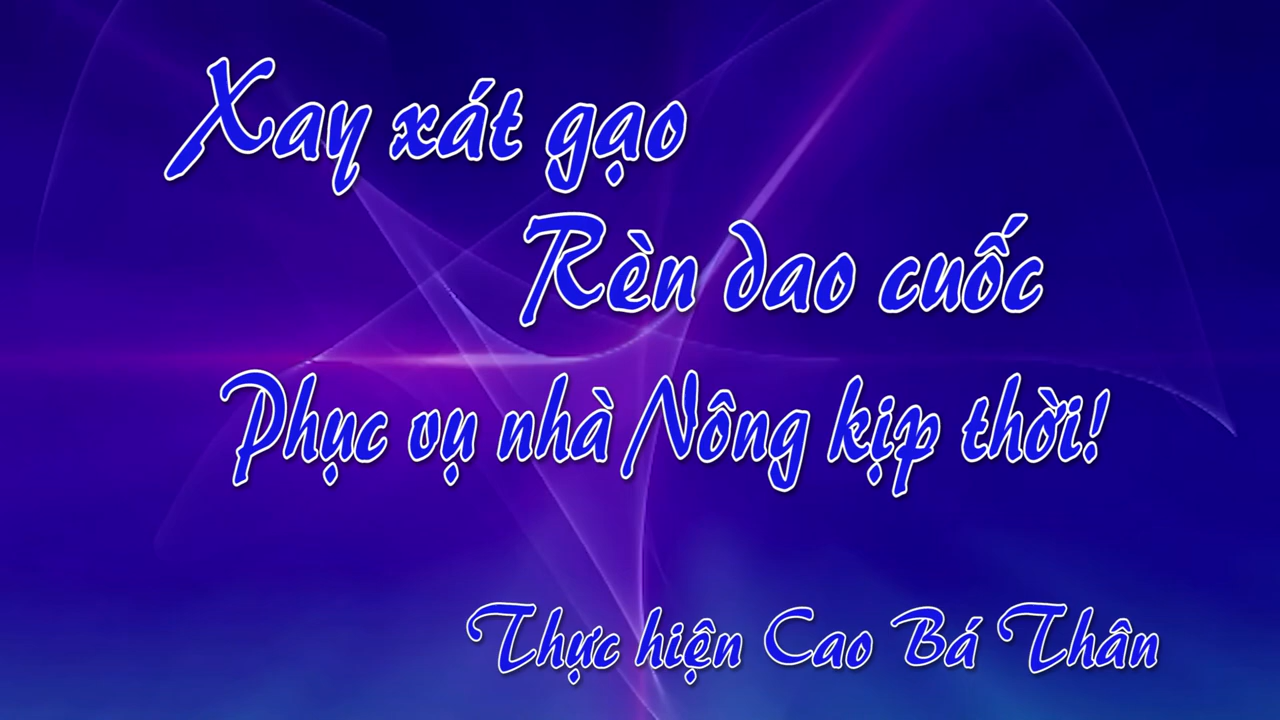 Xay xát gạo
Rèn dao cuốc
Phục vụ nhà Nông kịp thời!
Thực hiện Cao Bá Thân